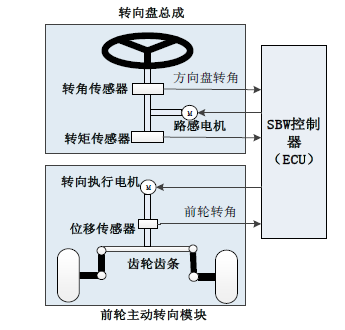 转向盘总成
转角传感器
方向盘转角
M
路感电机
转矩传感器
SBW控制
器
(ECU)
转向执行电机
M
位移传感器
前轮转角
齿轮齿条
前轮主动转向模块